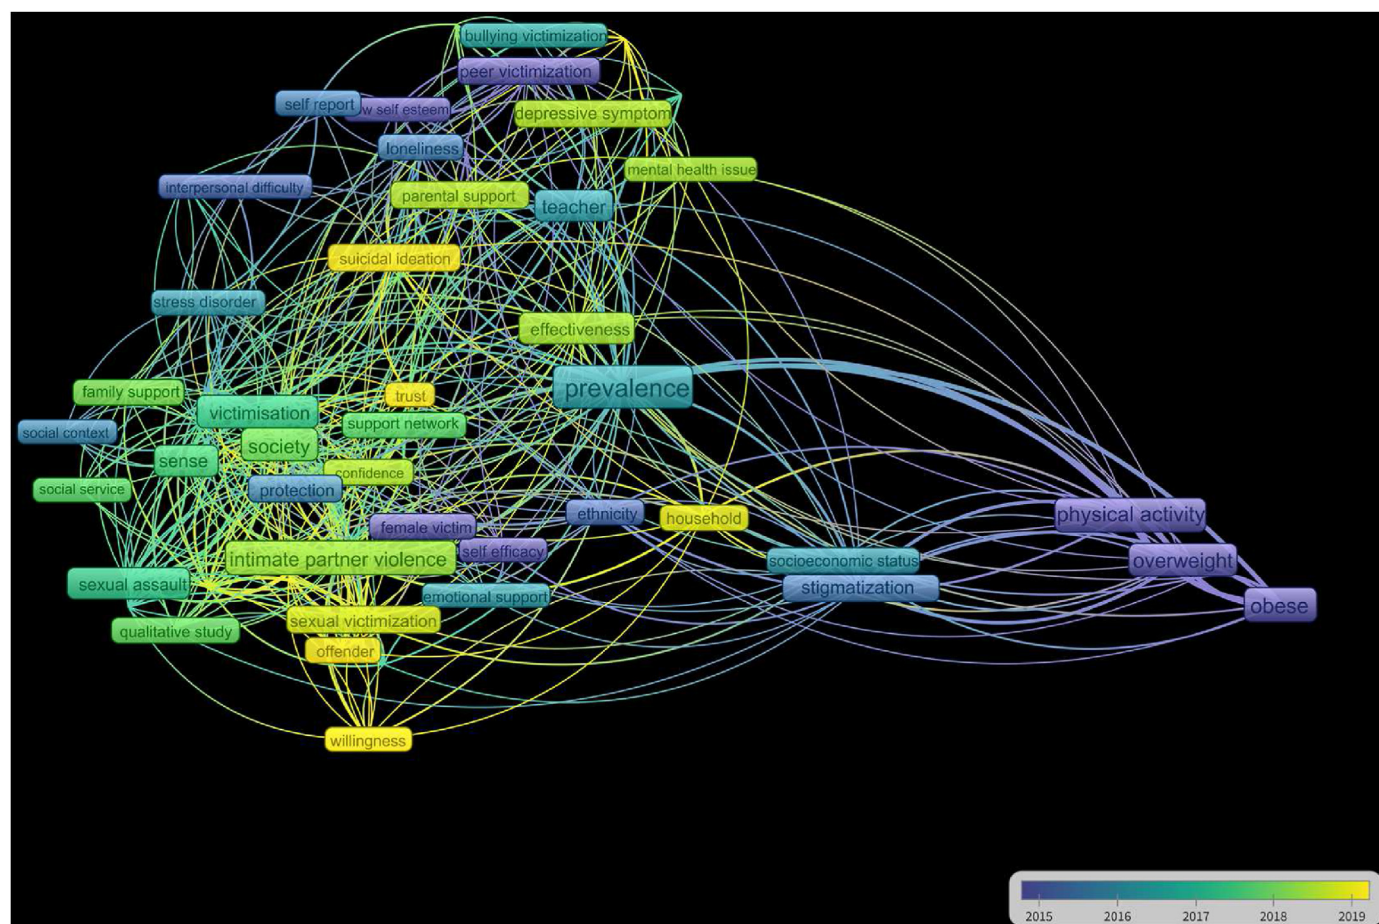 bullying victimization
peer victimization
self report
w self esteem
depressive symptom
loneliness
mental health issue
interpersonal difficulty
parental support
teacher
suicidal ideation
stress disorder
effectiveness
prevalence
family support
trust
victimisation
support network
social context
society
sense
confidence
social service
protection
ethnicity
household
physical activity
female victim
self efficacy
intimate partner violence
socioeconomic status
overweight
sexual assault
stigmatization
emotional support
obese
sexual victimization
qualitative study
offender
willingness
2015 2016 2017 2018 2019